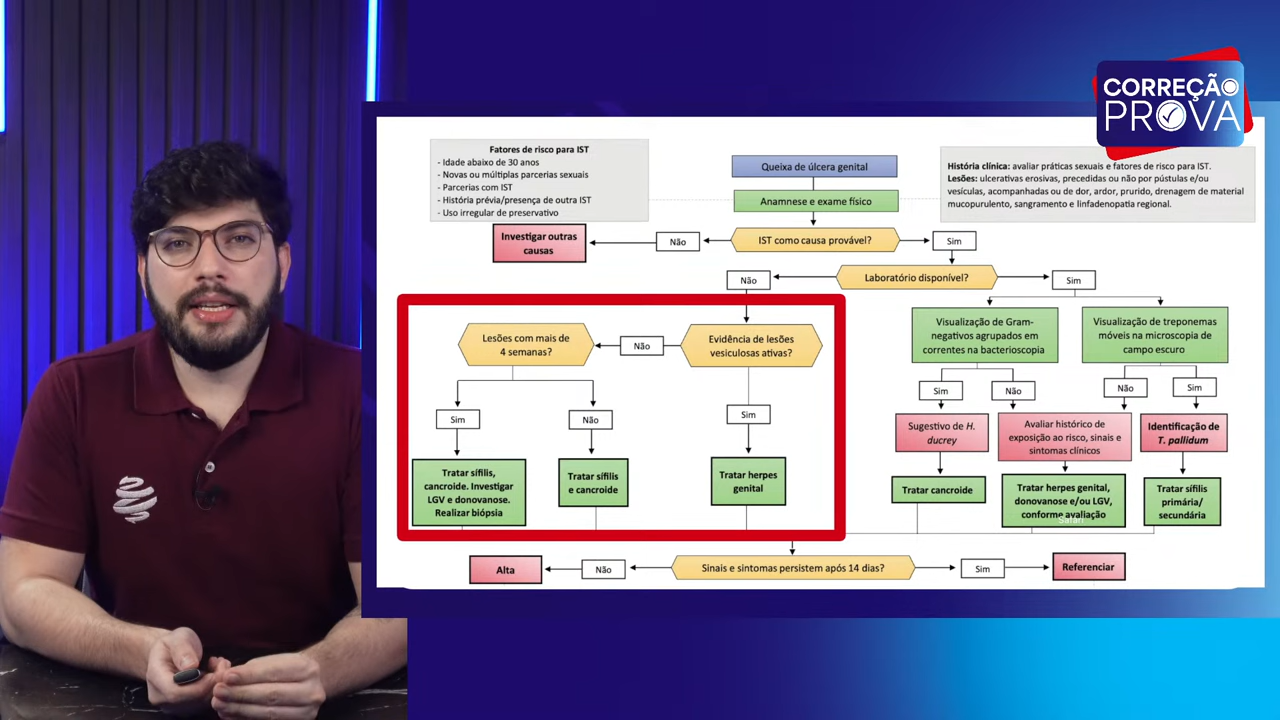 CORREÇÃO
PROVA
Fatores de risco para IST
- Idade abaixo de 30 anos
- Novas ou múltiplas parcerias sexuais
- Parcerias com IST
- História prévia/presença de outra IST
- Uso irregular de preservativo
Queixa de úlcera genital
Anamnese e exame físico
História clínica: avaliar práticas sexuais e fatores de risco para IST.
Lesões: ulcerativas erosivas, precedidas ou não por pústulas e/ou
vesículas, acompanhadas ou de dor, ardor, prurido, drenagem de material
mucopurulento, sangramento e linfadenopatia regional.
Investigar outras
causas
Não
IST como causa provável?
Sim
Não
Laboratório disponível?
Sim
Lesões com mais de
4 semanas?
Não
Evidência de lesões
vesiculosas ativas?
Visualização de Gram-
negativos agrupados em
correntes na bacterioscopia
Visualização de treponemas
móveis na microscopia de
campo escuro
Sim
Não
Sim
Sim
Não
Não
Sim
Sugestivo de H.
ducrey
Avaliar histórico de
exposição ao risco, sinais e
sintomas clínicos
Identificação de
T. pallidum
Tratar sífilis,
cancroide. Investigar
LGV e donovanose.
Realizar biópsia
Tratar sífilis
e cancroide
Tratar herpes
genital
Tratar cancroide
Tratar herpes genital,
donovanose e/ou LGV,
conforme avaliação
Safari
Tratar sífilis
primária/
secundária
Alta
Não
Sinais e sintomas persistem após 14 dias?
Sim
Referenciar